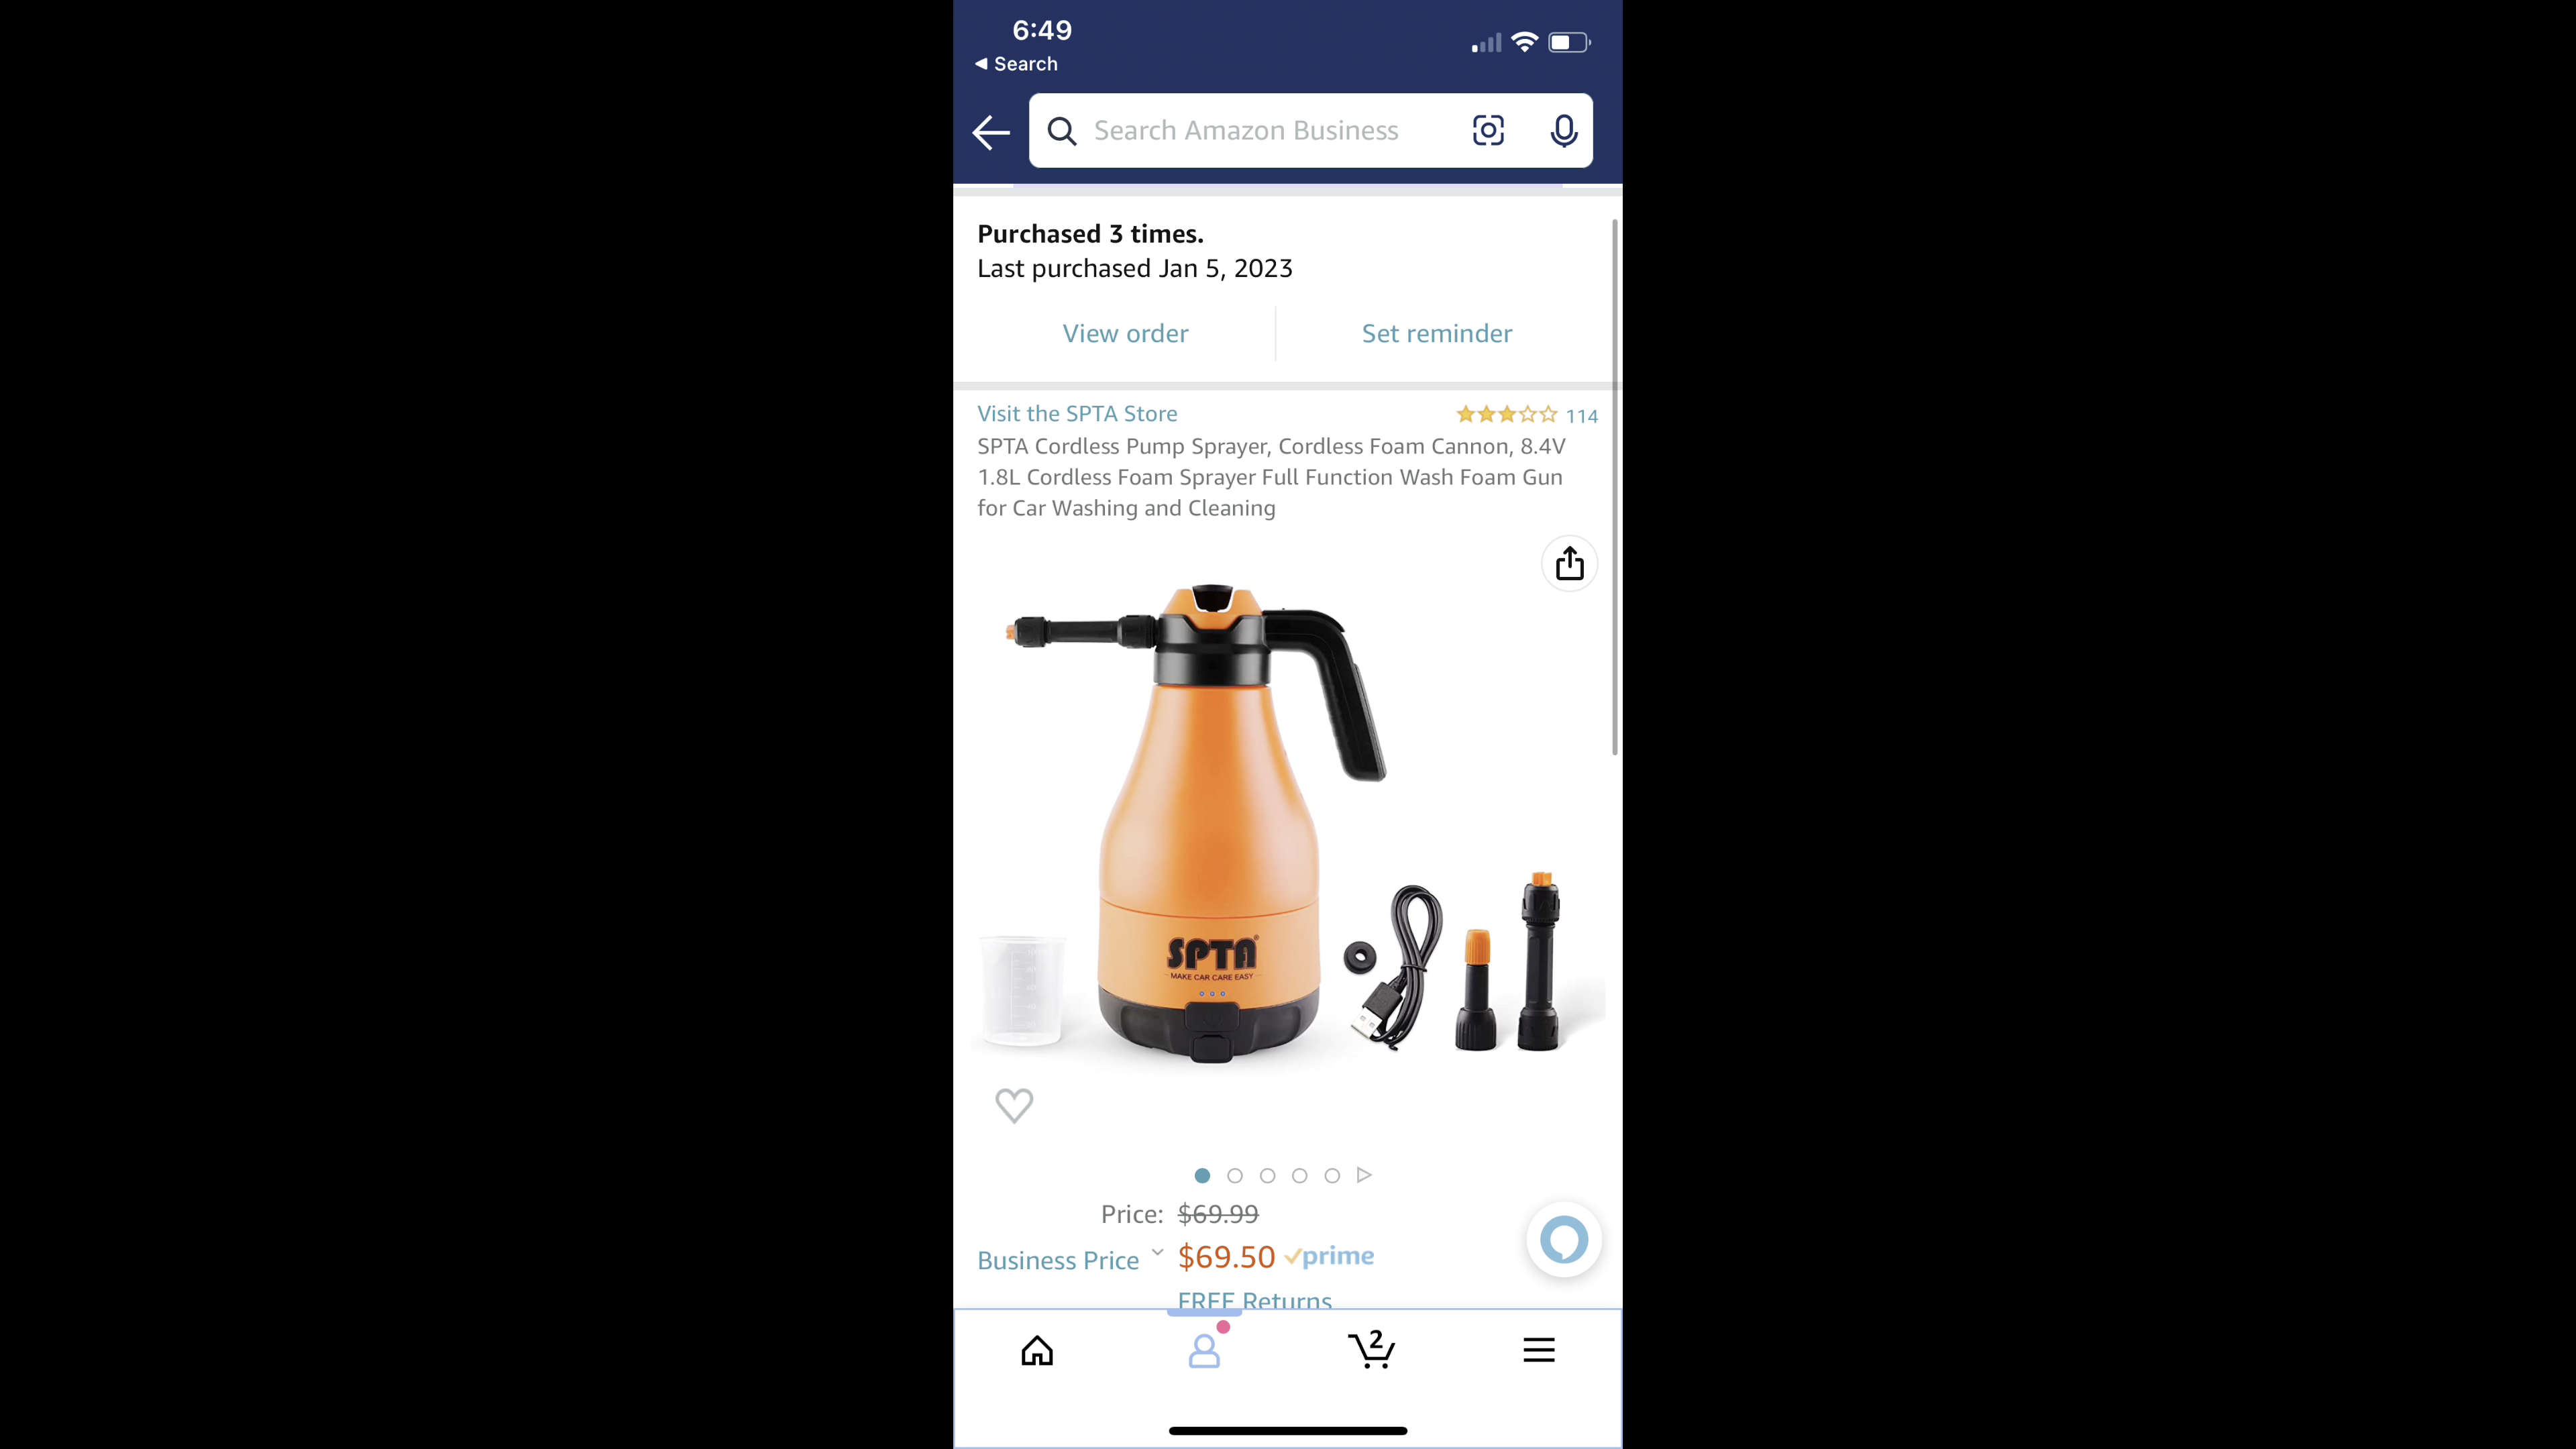 6:49
Search
Search Amazon Business
Purchased 3 times.
Last purchased Jan 5, 2023
View order
Set reminder
Visit the SPTA Store
114
SPTA Cordless Pump Sprayer, Cordless Foam Cannon, 8.4V
1.8L Cordless Foam Sprayer Full Function Wash Foam Gun
for Car Washing and Cleaning
SPTA®
MAKE CAR CARE EASY
Price: $69.99
Business Price $69.50 prime
FREE Returns
2